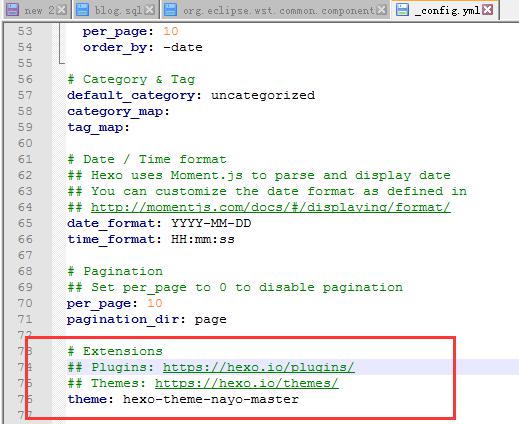 new 2 blog.sql org.eclipse.wst.common.component _config.yml
53 per_page: 10
54 order_by: -date
55
56 # Category & Tag
57 default_category: uncategorized
58 category_map:
59 tag_map:
60
61 # Date / Time format
62 ## Hexo uses Moment.js to parse and display date
63 ## You can customize the date format as defined in
64 ## http://momentjs.com/docs/#/displaying/format/
65 date_format: YYYY-MM-DD
66 time_format: HH:mm:ss
67
68 # Pagination
69 ## Set per_page to 0 to disable pagination
70 per_page: 10
71 pagination_dir: page
72
73 # Extensions
74 ## Plugins: https://hexo.io/plugins/
75 ## Themes: https://hexo.io/themes/
76 theme: hexo-theme-nayo-master
77